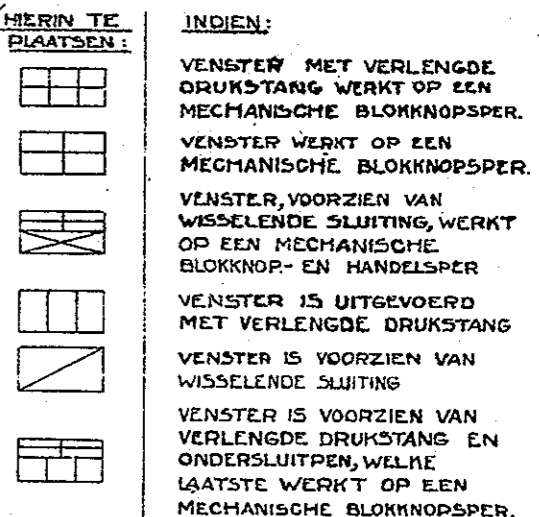 HIERIN TE
PLAATSEN:
INDIEN:
VENSTER MET VERLENGDE
DRUKSTANG WERKT OP EEN
MECHANISCHE BLOKKNOPSPER.
VENSTER WERKT OP EEN
MECHANISCHE BLOKKNOPSPER.
VENSTER, VOORZIEN VAN
WISSELENDE SLUITING, WERKT
OP EEN MECHANISCHE
BLOKKNOP- EN HANDELSPER
VENSTER IS UITGEVOERD
MET VERLENGDE DRUKSTANG
VENSTER IS VOORZIEN VAN
WISSELENDE SLUITING
VENSTER IS VOORZIEN VAN
VERLENGDE DRUKSTANG EN
ONDERSLUITPEN, WELKE
LAATSTE WERKT OP EEN
MECHANISCHE BLOKKNOPSPER.